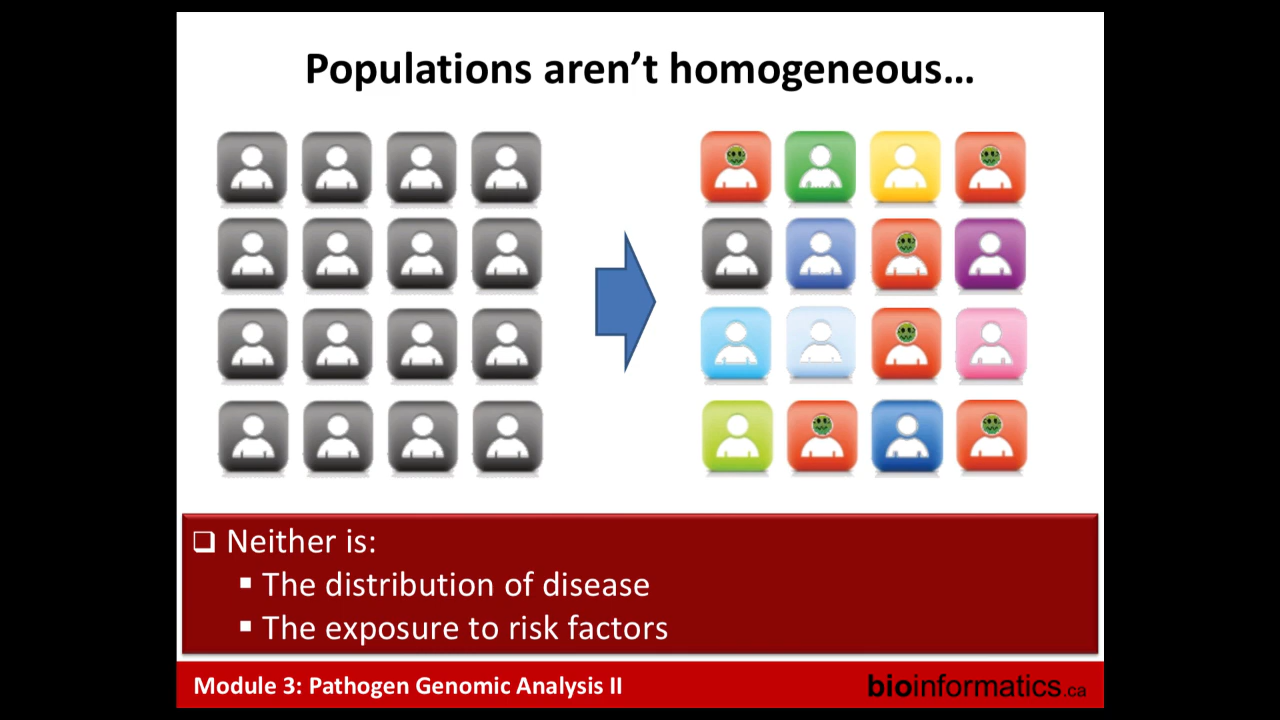 Populations aren’t homogeneous…
❑ Neither is:
▪ The distribution of disease
▪ The exposure to risk factors
Module 3: Pathogen Genomic Analysis II
bioinformatics.ca